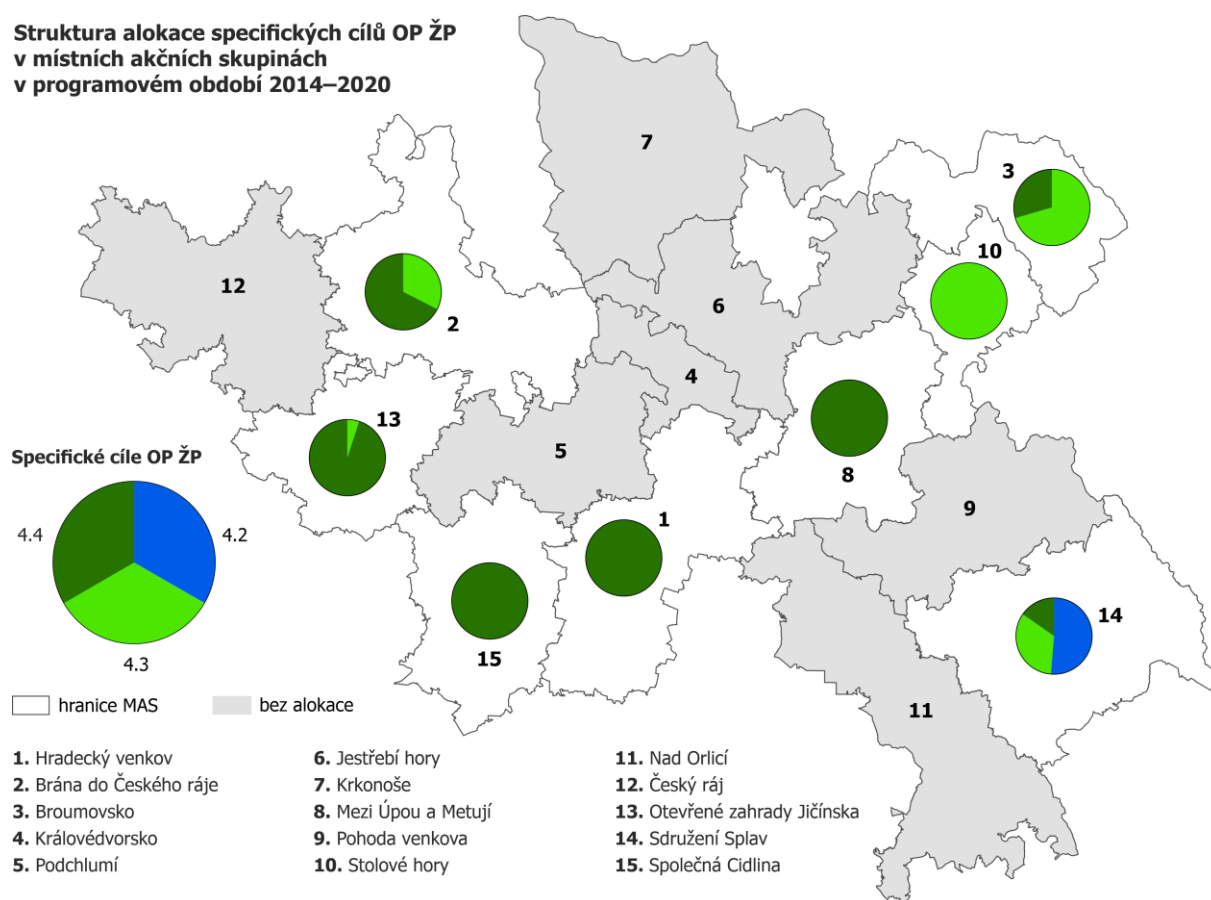 Struktura alokace specifických cílů OP ŽP
v místních akčních skupinách
v programovém období 2014–2020
7
3
10
12
6
2
4
13
5
8
9
1
15
14
11
Specifické cíle OP ŽP
4.4
4.2
4.3
hranice MAS
bez alokace
1. Hradecký venkov
2. Brána do Českého ráje
3. Broumovsko
4. Královédvorsko
5. Podchlumí
6. Jestřebí hory
7. Krkonoše
8. Mezi Úpou a Metují
9. Pohoda venkova
10. Stolové hory
11. Nad Orlicí
12. Český ráj
13. Otevřené zahrady Jičínska
14. Sdružení Splav
15. Společná Cidlina